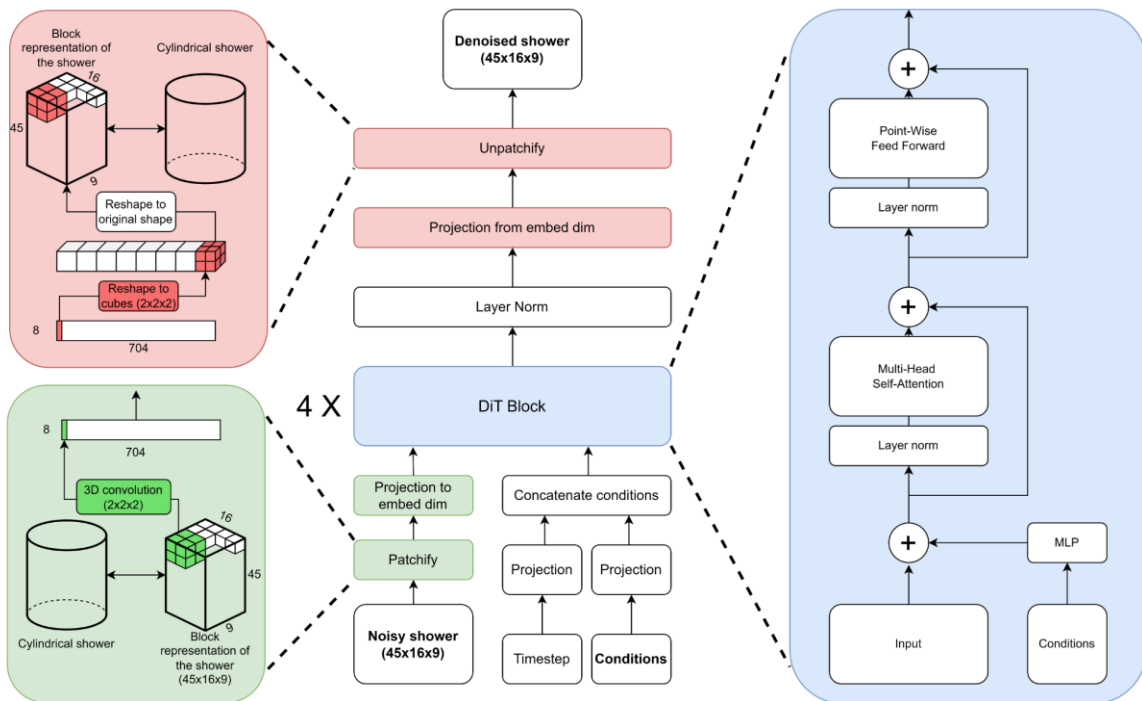 Block
representation of
the shower
Cylindrical shower
16
45
9
Reshape to
original shape
Reshape to
cubes (2x2x2)
8
704
8
704
3D convolution
(2x2x2)
16
45
9
Cylindrical shower
Block
representation of
the shower
(45x16x9)
Denoised shower
(45x16x9)
Unpatchify
Projection from embed dim
Layer Norm
4 X
DiT Block
Projection to
embed dim
Concatenate conditions
Patchify
Projection
Projection
Noisy shower
(45x16x9)
Timestep
Conditions
+
Point-Wise
Feed Forward
Layer norm
+
Multi-Head
Self-Attention
Layer norm
+
MLP
Input
Conditions